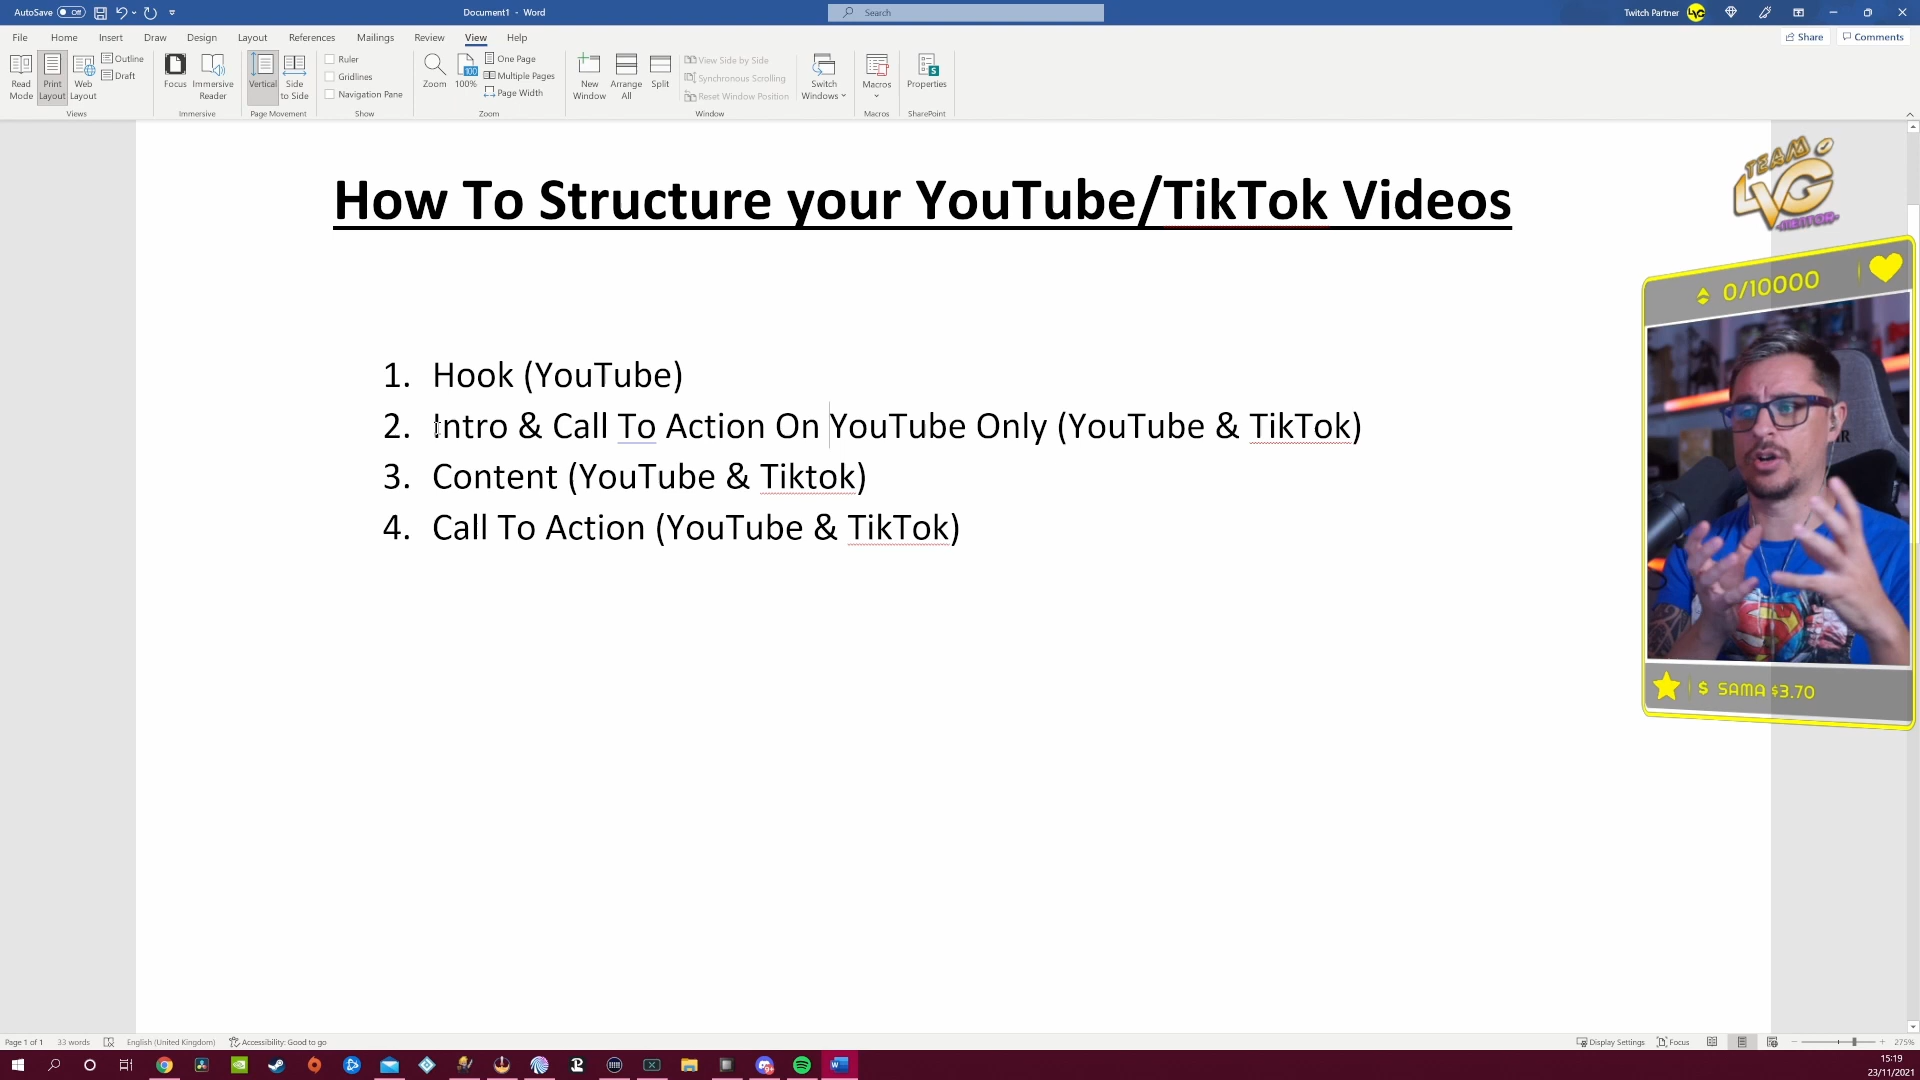 AutoSave Off
Document1 - Word
Search
Twitch Partner
File Home Insert Draw Design Layout References Mailings Review View Help
Share Comments
Read Mode
Print Layout
Web Layout
Outline
Draft
Views
Focus
Immersive Reader
Immersive
Vertical
Side to Side
Page Movement
Ruler
Gridlines
Navigation Pane
Show
Zoom
100
100%
One Page
Multiple Pages
Page Width
Zoom
New Window
Arrange All
Split
View Side by Side
Synchronous Scrolling
Reset Window Position
Window
Switch Windows
Macros
Macros
Properties
SharePoint
How To Structure your YouTube/TikTok Videos
1. Hook (YouTube)
2. Intro & Call To Action On YouTube Only (YouTube & TikTok)
3. Content (YouTube & Tiktok)
4. Call To Action (YouTube & TikTok)
TEAM
LVG
-MENTOR-
0/10000
$ SAMA $3.70
Page 1 of 1 33 words English (United Kingdom) Accessibility: Good to go
Display Settings Focus 275%
15:19
23/11/2021